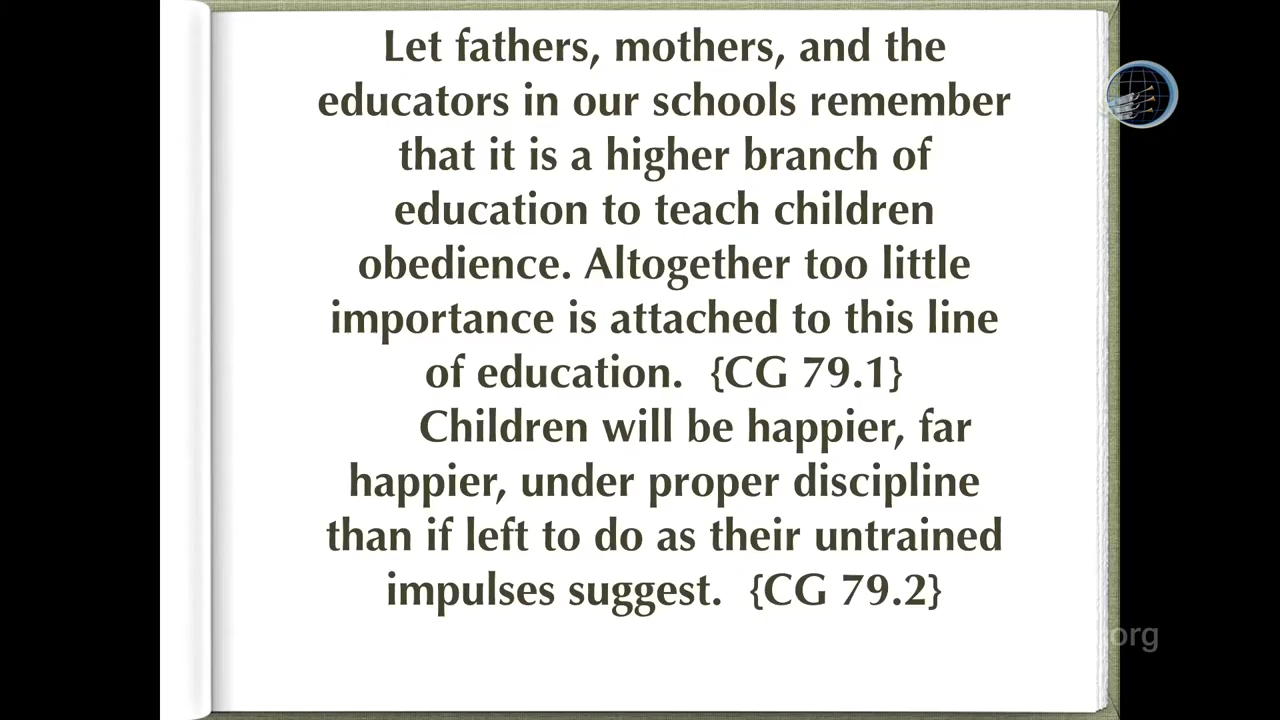 Let fathers, mothers, and the
educators in our schools remember
that it is a higher branch of
education to teach children
obedience. Altogether too little
importance is attached to this line
of education. {CG 79.1}
Children will be happier, far
happier, under proper discipline
than if left to do as their untrained
impulses suggest. {CG 79.2}
org